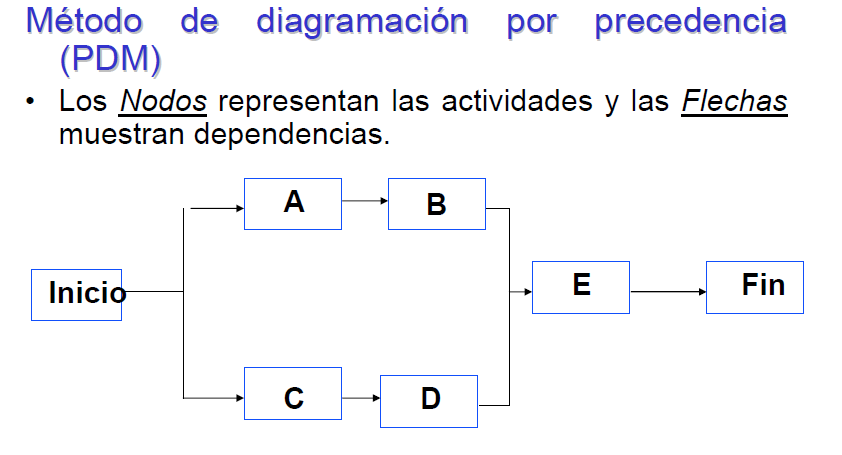 Método de diagramación por precedencia
(PDM)
• Los Nodos representan las actividades y las Flechas
muestran dependencias.
A
B
Inicio
E
Fin
C
D